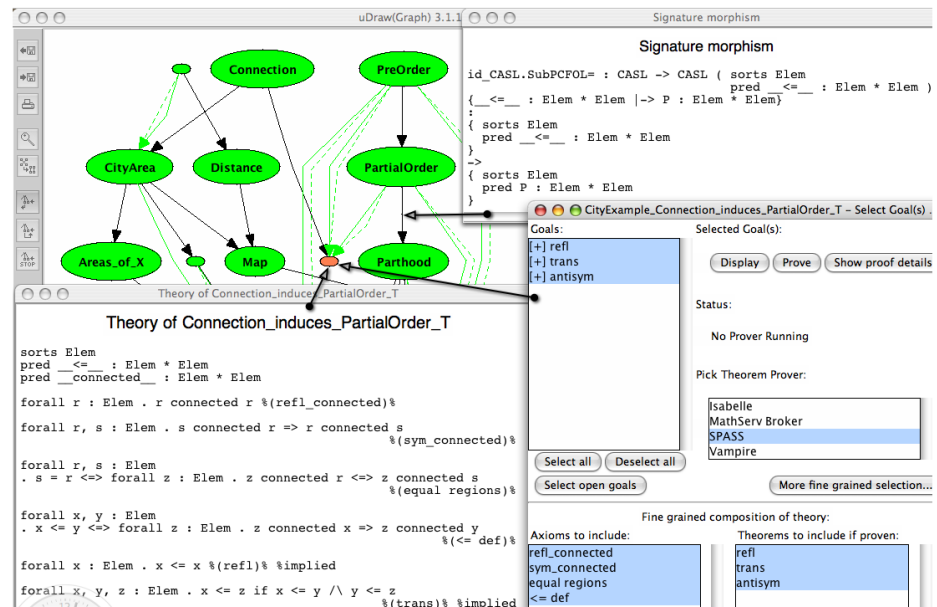 uDraw(Graph) 3.1.1
Connection
PreOrder
CityArea
Distance
PartialOrder
Areas_of_X
Map
Parthood
STOP
Signature morphism
Signature morphism
id_CASL.SubPCFOL= : CASL -> CASL ( sorts Elem
pred __<=__ : Elem * Elem )
{__<=__ : Elem * Elem |-> P : Elem * Elem}
:
{ sorts Elem
pred __<=__ : Elem * Elem
}
->
{ sorts Elem
pred P : Elem * Elem
}
Theory of Connection_induces_PartialOrder_T
Theory of Connection_induces_PartialOrder_T
sorts Elem
pred __<=__ : Elem * Elem
pred __connected__ : Elem * Elem
forall r : Elem . r connected r %(refl_connected)%
forall r, s : Elem . s connected r => r connected s
%(sym_connected)%
forall r, s : Elem
. s = r <=> forall z : Elem . z connected r <=> z connected s
%(equal regions)%
forall x, y : Elem
. x <= y <=> forall z : Elem . z connected x => z connected y
%(<= def)%
forall x : Elem . x <= x %(refl)% %implied
forall x, y, z : Elem . x <= z if x <= y /\ y <= z
%(trans)% %implied
CityExample_Connection_induces_PartialOrder_T – Select Goal(s) .
Goals:
[+] refl
[+] trans
[+] antisym
Select all
Deselect all
Select open goals
Selected Goal(s):
Display
Prove
Show proof details
Status:
No Prover Running
Pick Theorem Prover:
Isabelle
MathServ Broker
SPASS
Vampire
More fine grained selection...
Fine grained composition of theory:
Axioms to include:
refl_connected
sym_connected
equal regions
<= def
Theorems to include if proven:
refl
trans
antisym